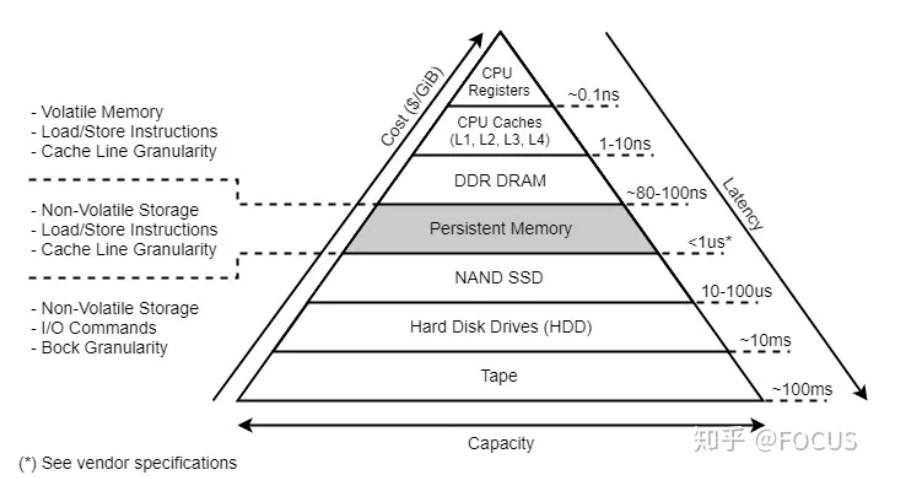 CPU
Registers
~0.1ns
Cost ($/GiB)
- Volatile Memory
- Load/Store Instructions
- Cache Line Granularity
CPU Caches
(L1, L2, L3, L4)
1-10ns
DDR DRAM
~80-100ns
Latency
- Non-Volatile Storage
- Load/Store Instructions
- Cache Line Granularity
Persistent Memory
<1us*
NAND SSD
10-100us
- Non-Volatile Storage
- I/O Commands
- Bock Granularity
Hard Disk Drives (HDD)
~10ms
Tape
~100ms
Capacity
知乎 @FOCUS
(*) See vendor specifications